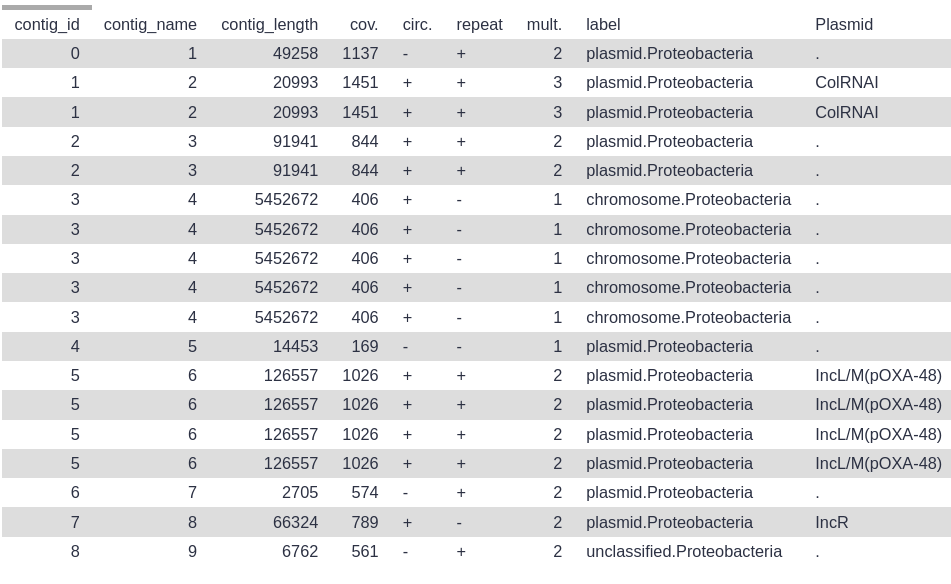 contig_id contig_name contig_length cov. circ. repeat mult. label Plasmid
0 1 49258 1137 - + 2 plasmid.Proteobacteria .
1 2 20993 1451 + + 3 plasmid.Proteobacteria ColRNAI
1 2 20993 1451 + + 3 plasmid.Proteobacteria ColRNAI
2 3 91941 844 + + 2 plasmid.Proteobacteria .
2 3 91941 844 + + 2 plasmid.Proteobacteria .
3 4 5452672 406 + - 1 chromosome.Proteobacteria .
3 4 5452672 406 + - 1 chromosome.Proteobacteria .
3 4 5452672 406 + - 1 chromosome.Proteobacteria .
3 4 5452672 406 + - 1 chromosome.Proteobacteria .
3 4 5452672 406 + - 1 chromosome.Proteobacteria .
4 5 14453 169 - - 1 plasmid.Proteobacteria .
5 6 126557 1026 + + 2 plasmid.Proteobacteria IncL/M(pOXA-48)
5 6 126557 1026 + + 2 plasmid.Proteobacteria IncL/M(pOXA-48)
5 6 126557 1026 + + 2 plasmid.Proteobacteria IncL/M(pOXA-48)
5 6 126557 1026 + + 2 plasmid.Proteobacteria IncL/M(pOXA-48)
6 7 2705 574 - + 2 plasmid.Proteobacteria .
7 8 66324 789 + - 2 plasmid.Proteobacteria IncR
8 9 6762 561 - + 2 unclassified.Proteobacteria .